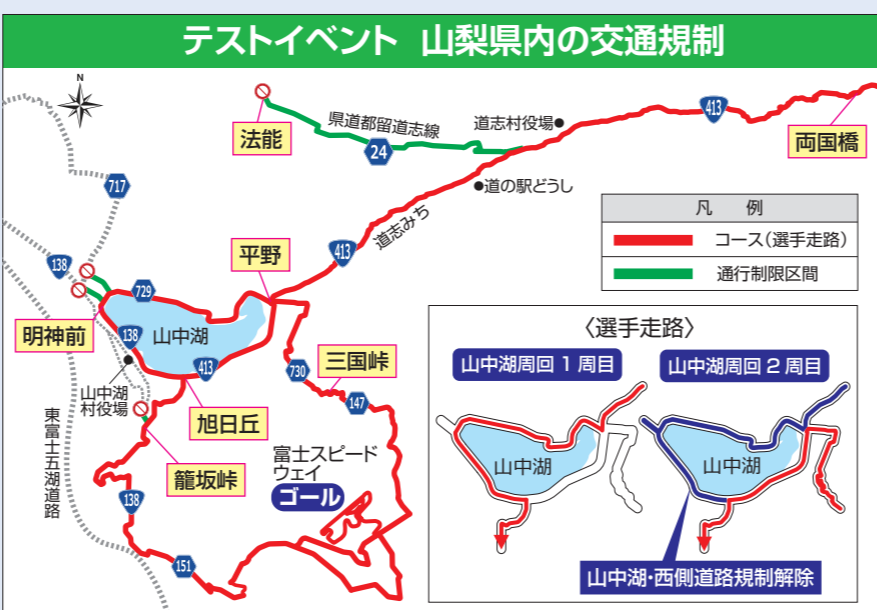 テストイベント 山梨県内の交通規制
N
法能
県道都留道志線
24
道志村役場
413
両国橋
道の駅どうし
717
道志みち
413
凡 例
コース（選手走路）
通行制限区間
138
平野
729
明神前
138
山中湖
413
山中湖
村役場
730
三国峠
147
旭日丘
東富士五湖道路
籠坂峠
富士スピード
ウェイ
ゴール
138
151
〈選手走路〉
山中湖周回 1 周目
山中湖周回 2 周目
山中湖
山中湖
山中湖・西側道路規制解除